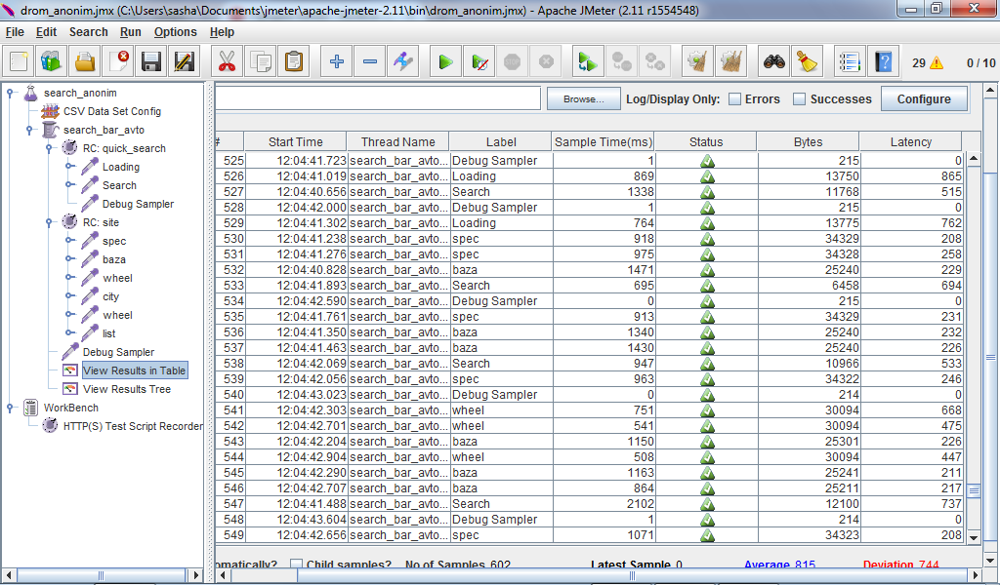 drom_anonim.jmx (C:\Users\sasha\Documents\jmeter\apache-jmeter-2.11\bin\drom_anonim.jmx) - Apache JMeter (2.11 r1554548)
File Edit Search Run Options Help
29 0 / 10
search_anonim
CSV Data Set Config
search_bar_avto
RC: quick_search
Loading
Search
Debug Sampler
RC: site
spec
baza
wheel
city
wheel
list
Debug Sampler
View Results in Table
View Results Tree
WorkBench
HTTP(S) Test Script Recorder
Browse... Log/Display Only: Errors Successes Configure
# Start Time Thread Name Label Sample Time(ms) Status Bytes Latency
525 12:04:41.723 search_bar_avto... Debug Sampler 1 215 0
526 12:04:41.019 search_bar_avto... Loading 869 13750 865
527 12:04:40.656 search_bar_avto... Search 1338 11768 515
528 12:04:42.000 search_bar_avto... Debug Sampler 1 215 0
529 12:04:41.302 search_bar_avto... Loading 764 13775 762
530 12:04:41.238 search_bar_avto... spec 918 34329 208
531 12:04:41.276 search_bar_avto... spec 975 34328 258
532 12:04:40.828 search_bar_avto... baza 1471 25240 229
533 12:04:41.893 search_bar_avto... Search 695 6458 694
534 12:04:42.590 search_bar_avto... Debug Sampler 0 215 0
535 12:04:41.761 search_bar_avto... spec 913 34329 231
536 12:04:41.350 search_bar_avto... baza 1340 25240 232
537 12:04:41.463 search_bar_avto... baza 1430 25240 226
538 12:04:42.069 search_bar_avto... Search 947 10966 533
539 12:04:42.056 search_bar_avto... spec 963 34322 246
540 12:04:43.023 search_bar_avto... Debug Sampler 0 214 0
541 12:04:42.303 search_bar_avto... wheel 751 30094 668
542 12:04:42.701 search_bar_avto... wheel 541 30094 475
543 12:04:42.204 search_bar_avto... baza 1150 25301 226
544 12:04:42.904 search_bar_avto... wheel 508 30094 447
545 12:04:42.290 search_bar_avto... baza 1163 25241 211
546 12:04:42.707 search_bar_avto... baza 864 25211 217
547 12:04:41.488 search_bar_avto... Search 2102 12100 737
548 12:04:43.604 search_bar_avto... Debug Sampler 1 214 0
549 12:04:42.656 search_bar_avto... spec 1071 34323 208
omatically? Child samples? No of Samples 602 Latest Sample 0 Average 815 Deviation 744